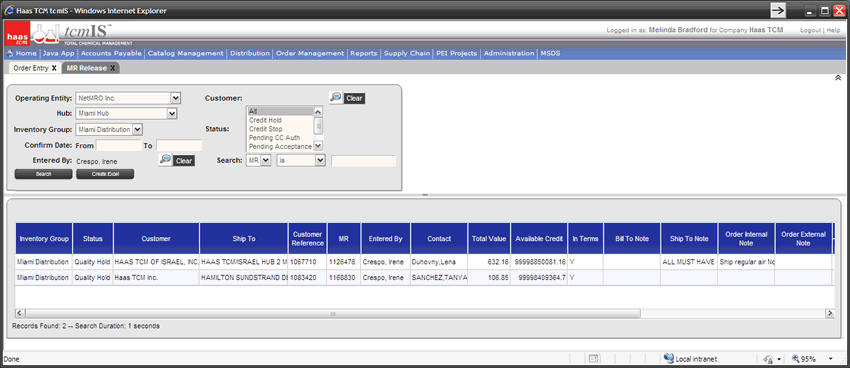 Haas TCM tcmIS - Windows Internet Explorer
haas TCM tcmIS
TOTAL CHEMICAL MANAGEMENT
Logged in as: Melinda Bradford for Company Haas TCM Logout | Help
Home | Java App | Accounts Payable | Catalog Management | Distribution | Order Management | Reports | Supply Chain | PEI Projects | Administration | MSDS
Order Entry X MR Release X
Operating Entity: NetMRO Inc. Customer: Clear
Hub: Miami Hub
Inventory Group: Miami Distribution Status: All
Credit Hold
Credit Stop
Pending CC Auth
Pending Acceptance
Confirm Date: From To
Entered By: Crespo, Irene Clear Search: MR is
Search Create Excel
Inventory Group Status Customer Ship To Customer Reference MR Entered By Contact Total Value Available Credit In Terms Bill To Note Ship To Note Order Internal Note Order External Note
Miami Distribution Quality Hold HAAS TCM OF ISRAEL, INC. HAAS TCM/ISRAEL HUB 2 M 1067710 1126476 Crespo, Irene Duhovny,Lena 632.16 99998850081.16 Y ALL MUST HAVE Ship regular air No
Miami Distribution Quality Hold Haas TCM Inc. HAMILTON SUNDSTRAND DE 1083420 1168830 Crespo, Irene SANCHEZ,TANYA 106.85 99998409364.7 Y
Records Found: 2 -- Search Duration: 1 seconds
Done Local intranet 95%